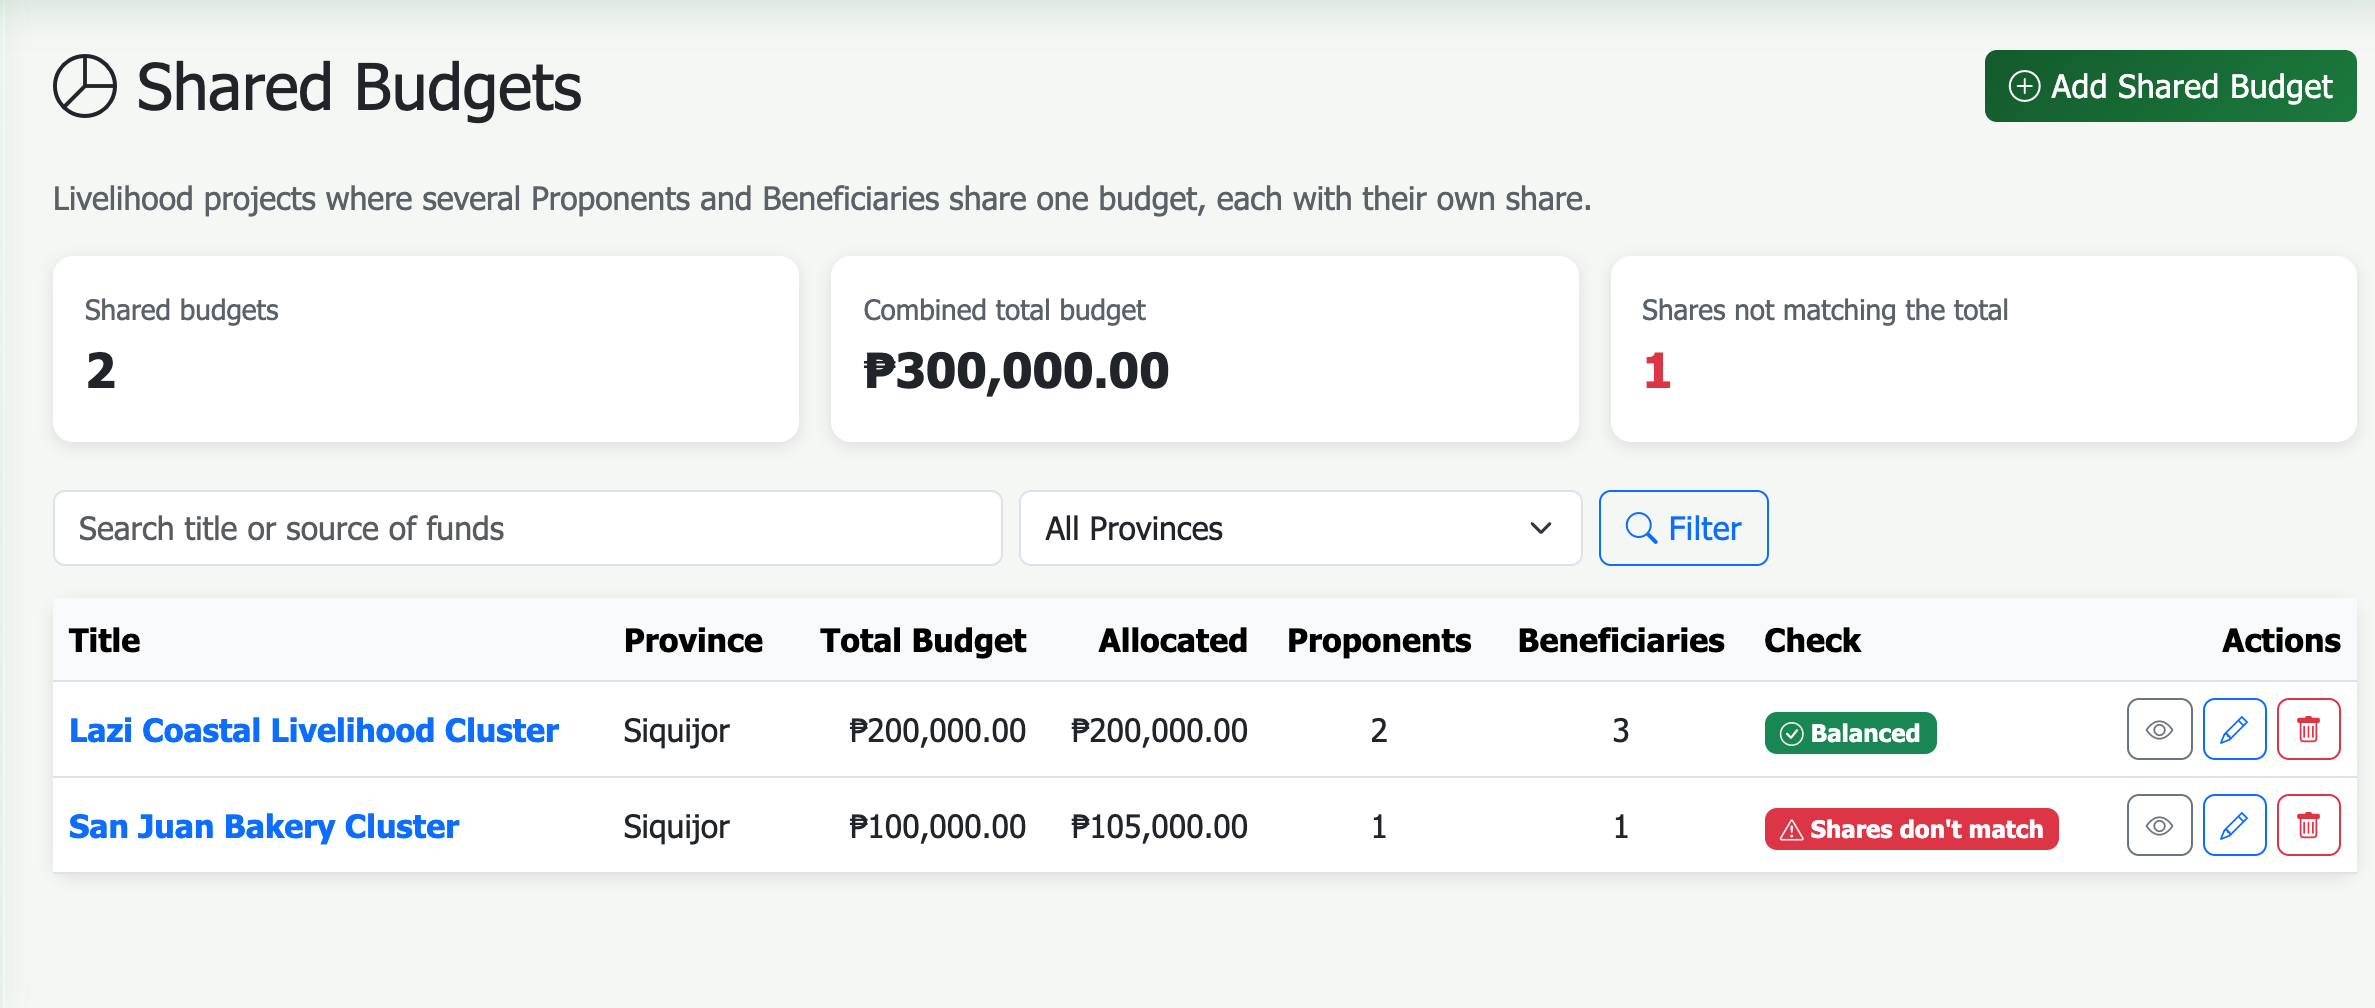 Shared Budgets
Add Shared Budget
Livelihood projects where several Proponents and Beneficiaries share one budget, each with their own share.
Shared budgets
2
Combined total budget
₱300,000.00
Shares not matching the total
1
Search title or source of funds
All Provinces
Filter
Title Province Total Budget Allocated Proponents Beneficiaries Check Actions
Lazi Coastal Livelihood Cluster Siquijor ₱200,000.00 ₱200,000.00 2 3 Balanced
San Juan Bakery Cluster Siquijor ₱100,000.00 ₱105,000.00 1 1 Shares don't match